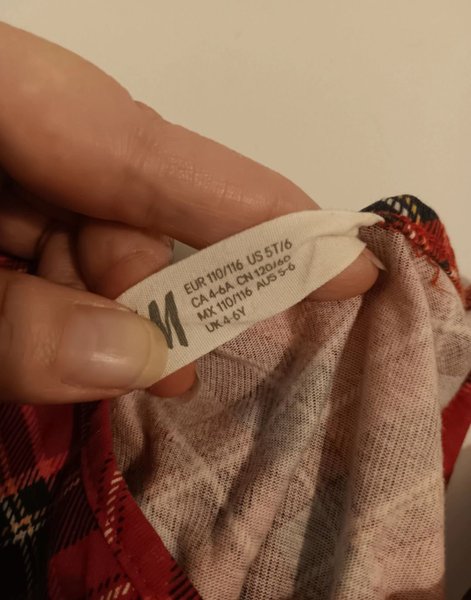 EUR 110/116 US 5T/6
CA 4-6A CN 120/60
MX 110/116 AUS 5-6
UK 4-6Y